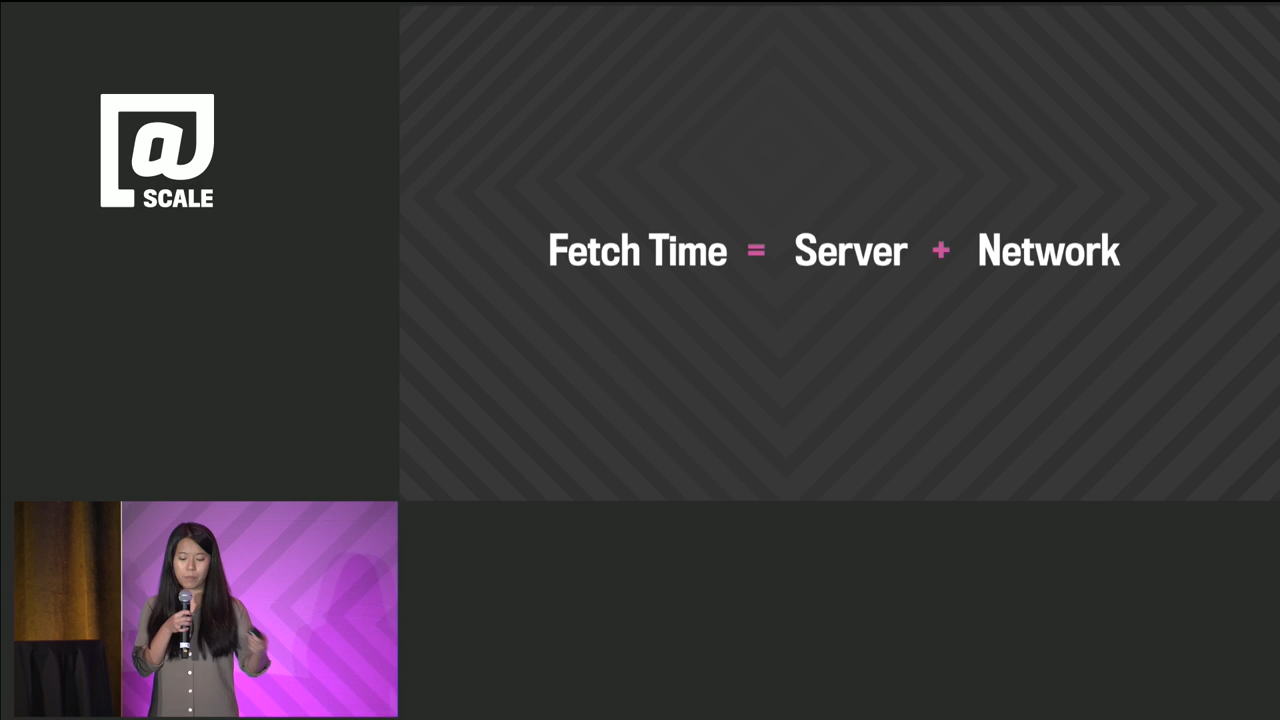 @
SCALE
Fetch Time = Server + Network